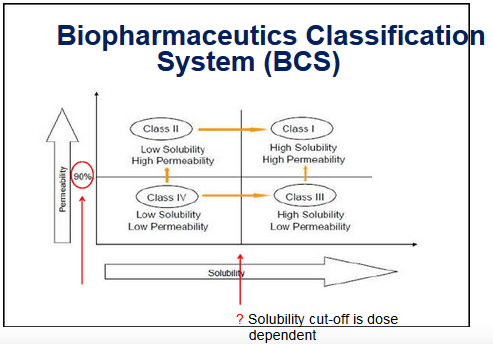 Biopharmaceutics Classification
System (BCS)
Class II
Class I
Low Solubility
High Permeability
High Solubility
High Permeability
Permeability
90%
Class IV
Class III
Low Solubility
Low Permeability
High Solubility
Low Permeability
Solubility
? Solubility cut-off is dose
dependent